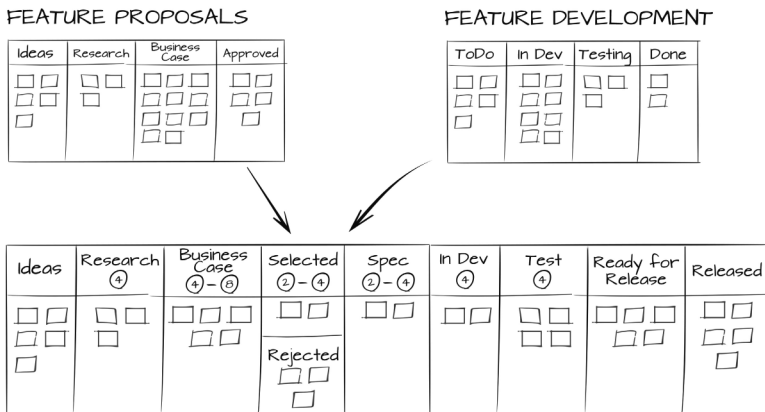 FEATURE PROPOSALS
Ideas
Research
Business
Case
Approved
FEATURE DEVELOPMENT
ToDo
In Dev
Testing
Done
Ideas
Research
4
Business
Case
4 - 8
Selected
2 - 4
Rejected
Spec
2 - 4
In Dev
4
Test
4
Ready for
Release
Released